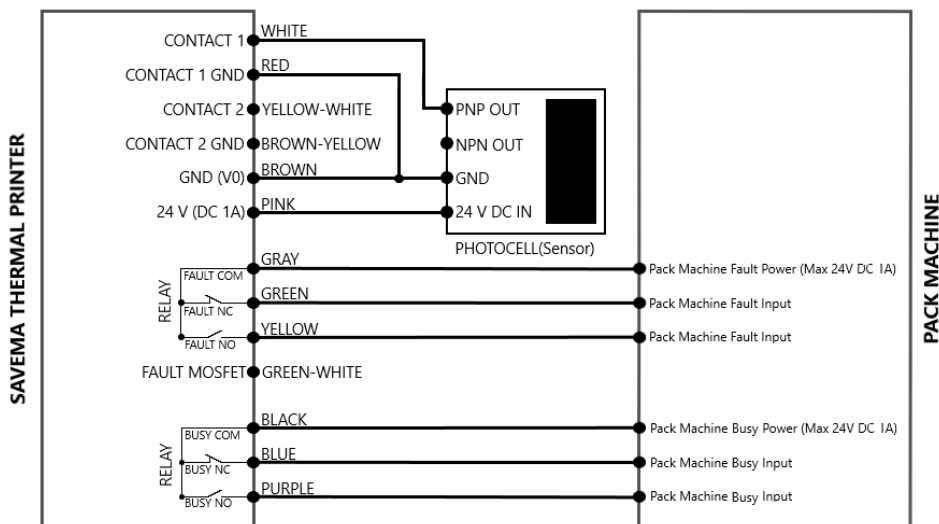 SAVEMA THERMAL PRINTER
CONTACT 1 WHITE
CONTACT 1 GND RED
CONTACT 2 YELLOW-WHITE
CONTACT 2 GND BROWN-YELLOW
GND (V0) BROWN
24 V (DC 1A) PINK
PNP OUT
NPN OUT
GND
24 V DC IN
PHOTOCELL(Sensor)
RELAY
FAULT COM GRAY Pack Machine Fault Power (Max 24V DC 1A)
FAULT NC GREEN Pack Machine Fault Input
FAULT NO YELLOW Pack Machine Fault Input
FAULT MOSFET GREEN-WHITE
RELAY
BUSY COM BLACK Pack Machine Busy Power (Max 24V DC 1A)
BUSY NC BLUE Pack Machine Busy Input
BUSY NO PURPLE Pack Machine Busy Input
PACK MACHINE